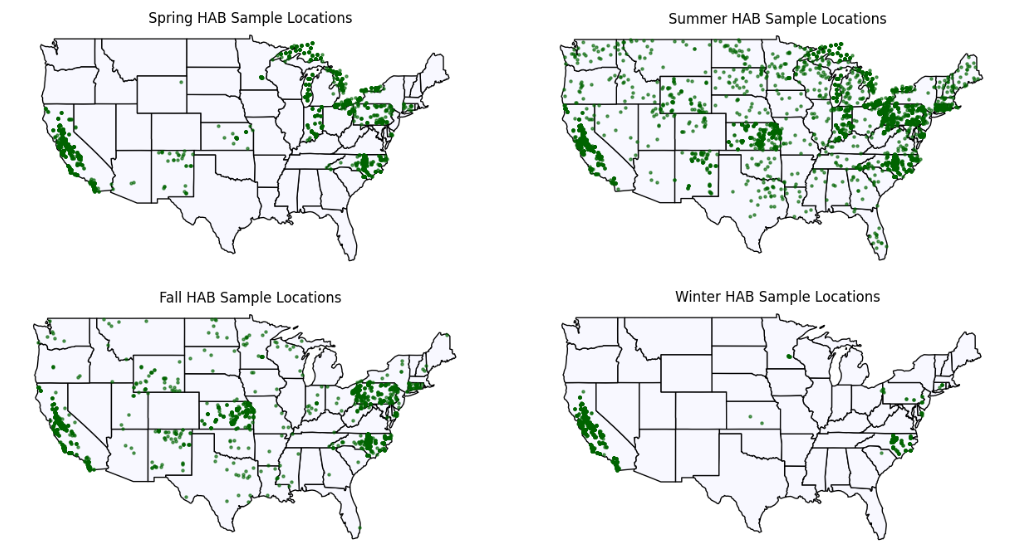 Spring HAB Sample Locations
Summer HAB Sample Locations
Fall HAB Sample Locations
Winter HAB Sample Locations